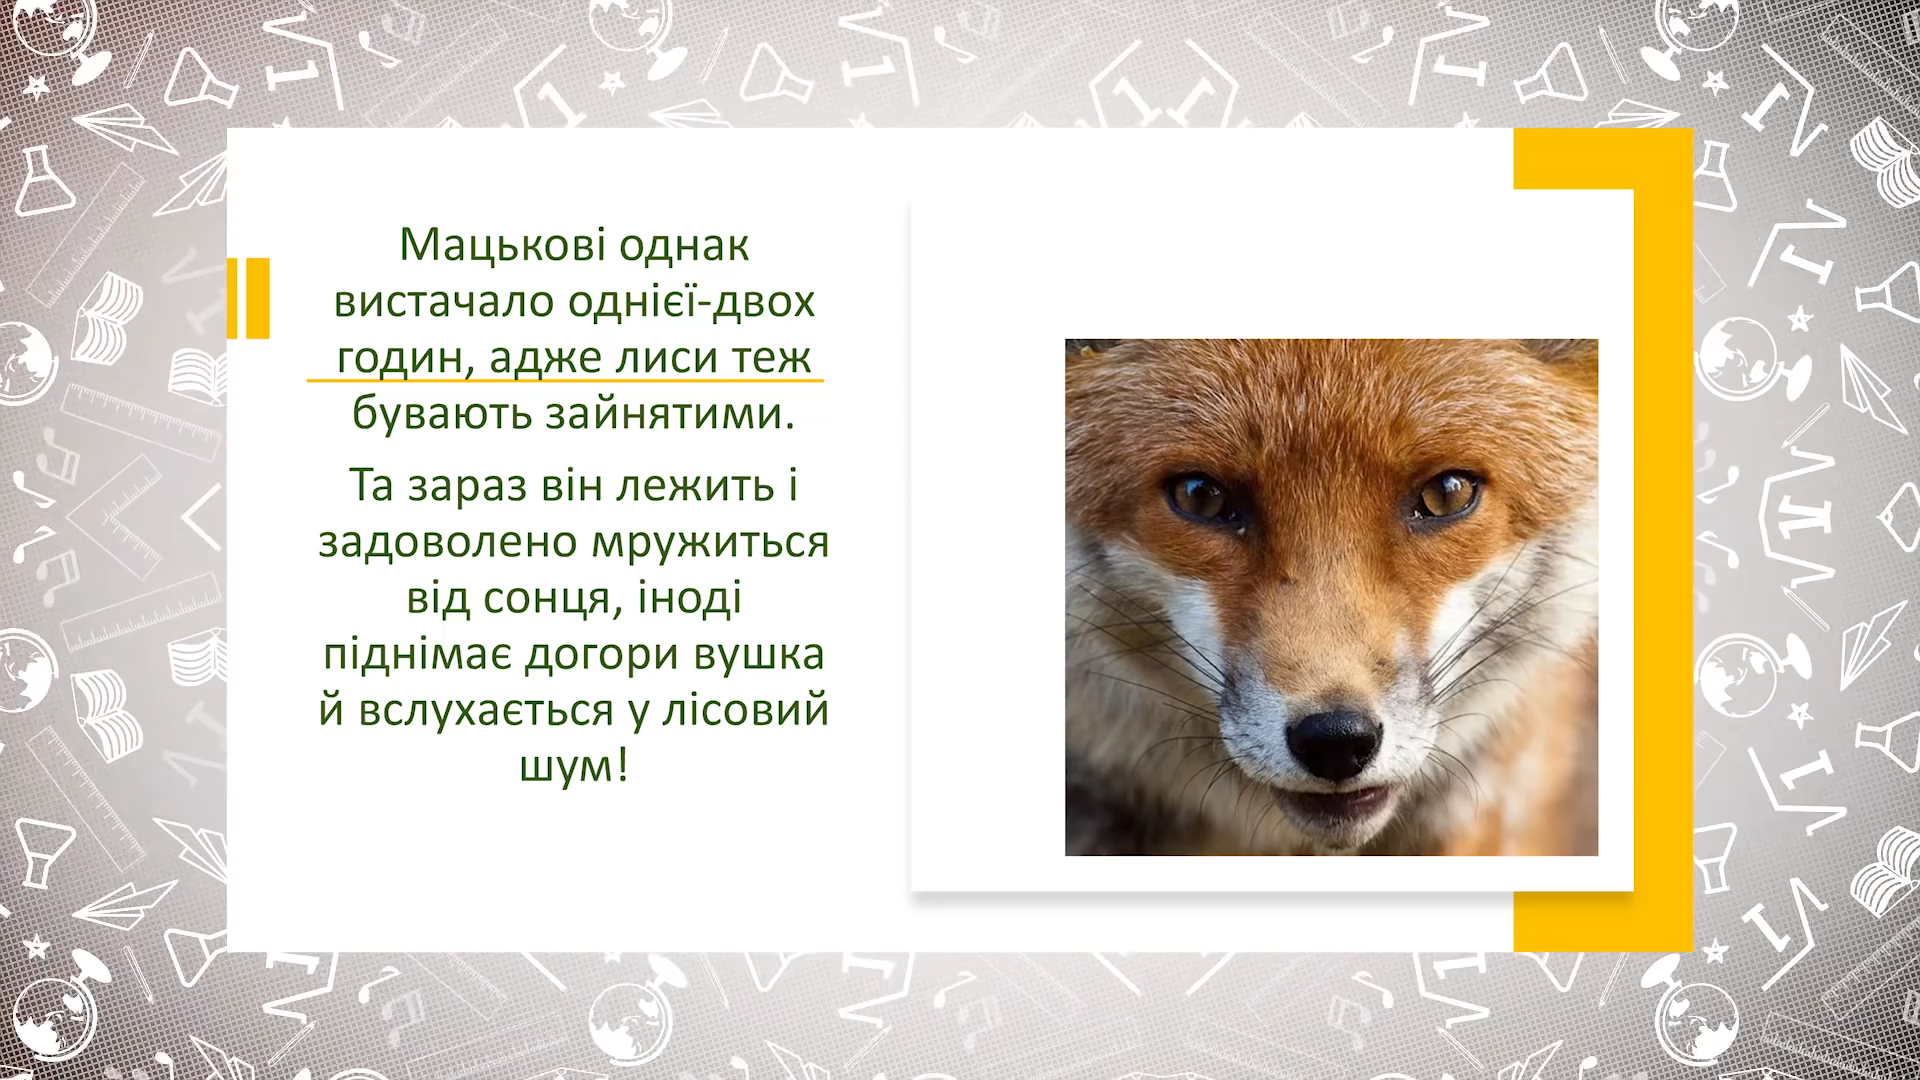 Мацькові однак
вистачало однієї-двох
годин, адже лиси теж
бувають зайнятими.
Та зараз він лежить і
задоволено мружиться
від сонця, іноді
піднімає догори вушка
й вслухається у лісовий
шум!